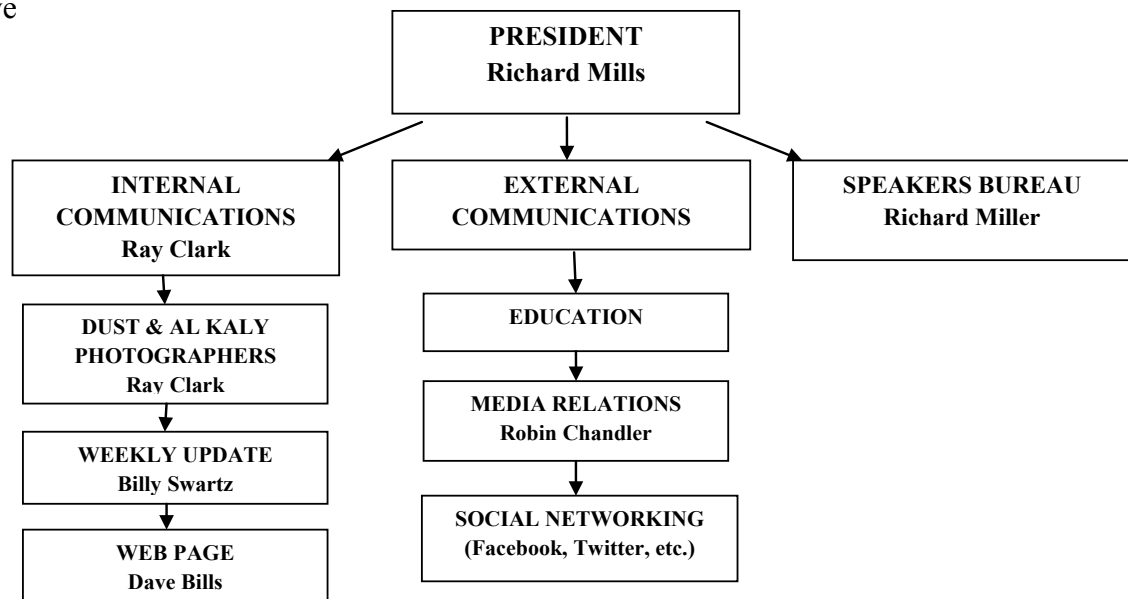 PRESIDENT
Richard Mills
INTERNAL
COMMUNICATIONS
Ray Clark
EXTERNAL
COMMUNICATIONS
SPEAKERS BUREAU
Richard Miller
DUST & AL KALY
PHOTOGRAPHERS
Ray Clark
EDUCATION
MEDIA RELATIONS
Robin Chandler
WEEKLY UPDATE
Billy Swartz
SOCIAL NETWORKING
(Facebook, Twitter, etc.)
WEB PAGE
Dave Bills